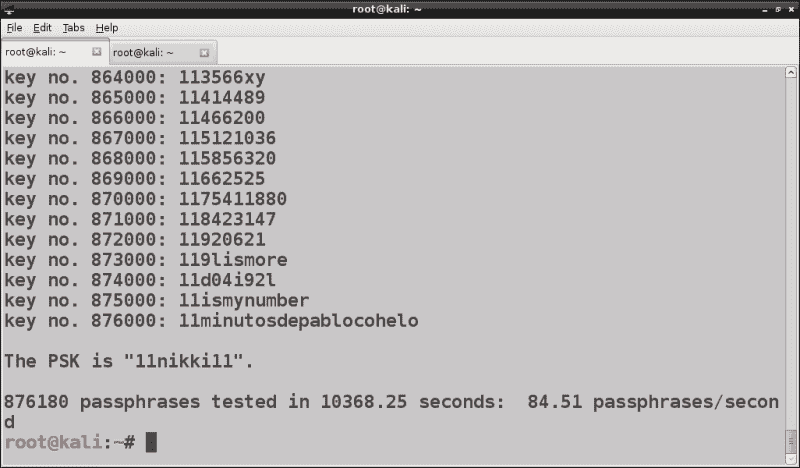 root@kali: ~
File Edit Tabs Help
root@kali: ~ root@kali: ~
key no. 864000: 113566xy
key no. 865000: 11414489
key no. 866000: 11466200
key no. 867000: 115121036
key no. 868000: 115856320
key no. 869000: 11662525
key no. 870000: 1175411880
key no. 871000: 118423147
key no. 872000: 11920621
key no. 873000: 119lismore
key no. 874000: 11d04i92l
key no. 875000: 11ismynumber
key no. 876000: 11minutosdepablocohelo
The PSK is "11nikki11".
876180 passphrases tested in 10368.25 seconds:  84.51 passphrases/secon
d
root@kali:~#